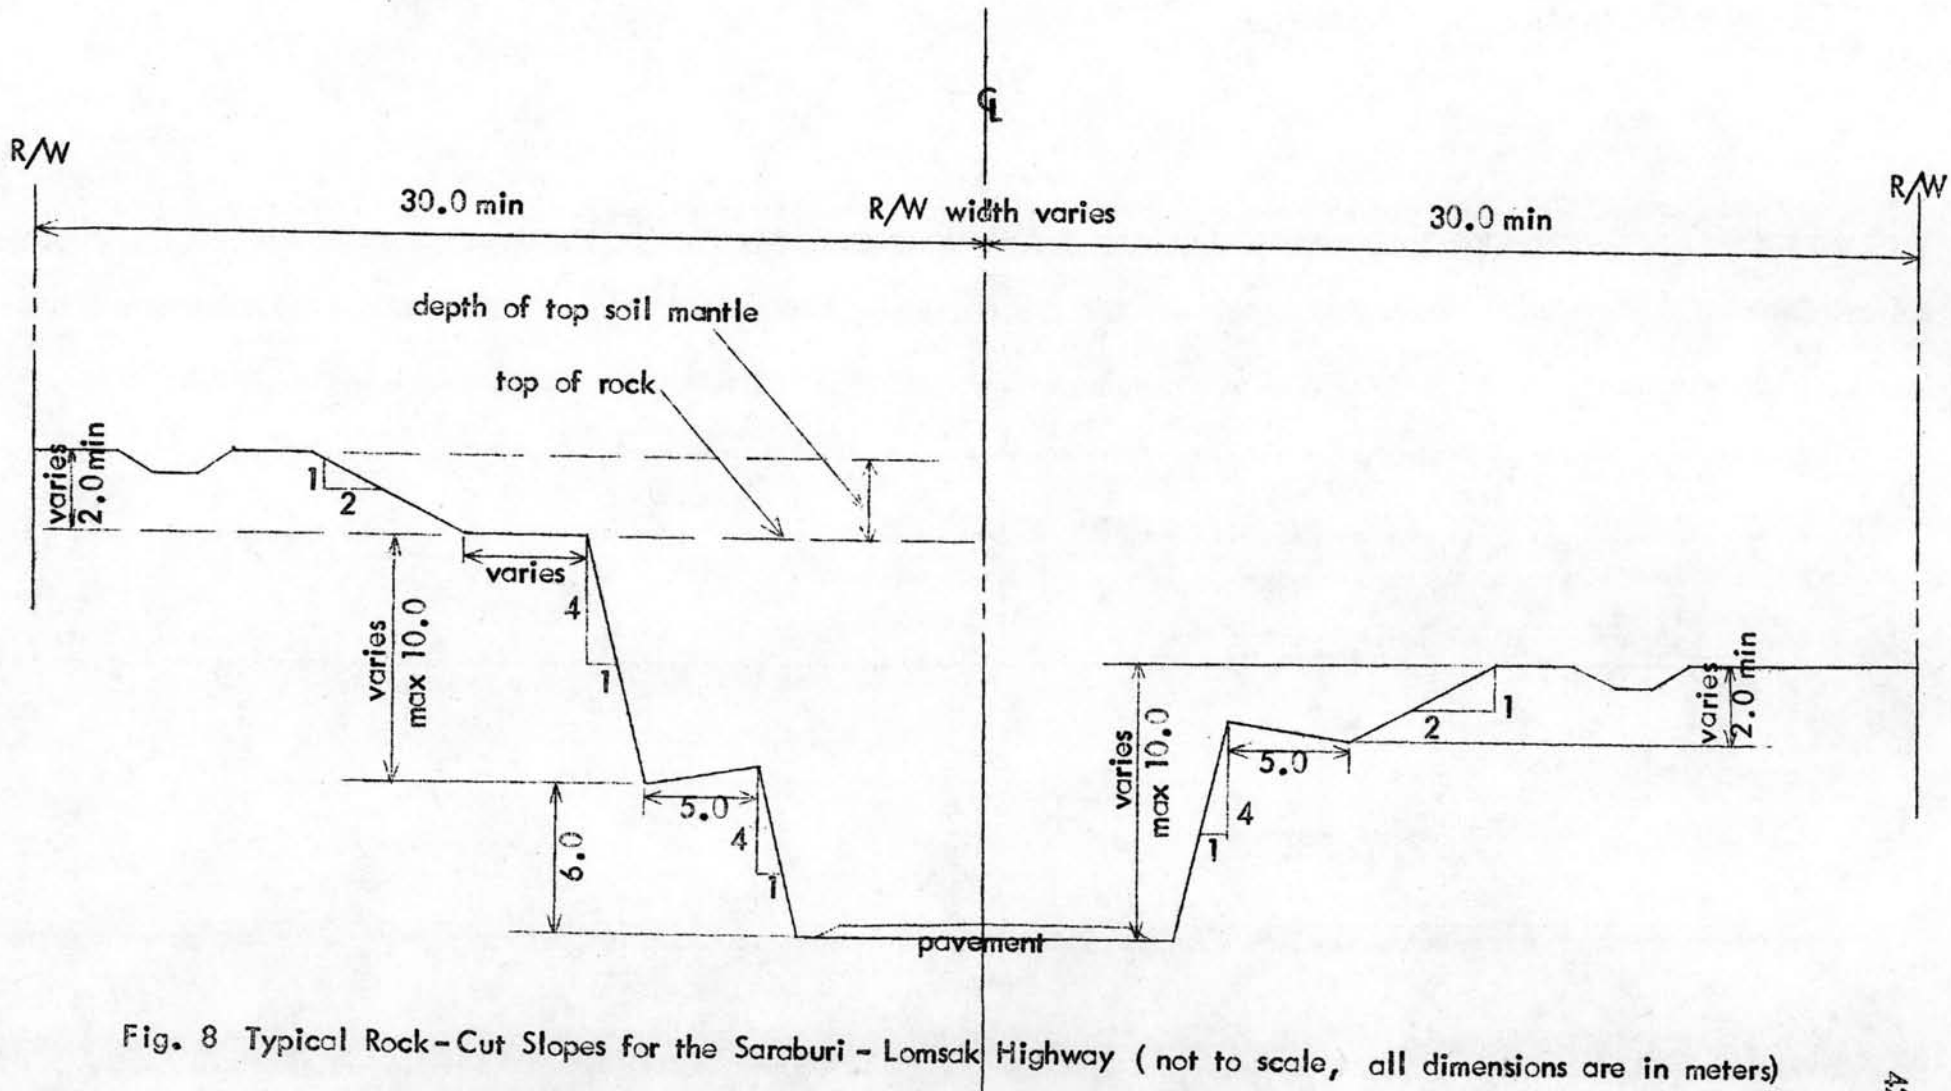 ℄
R/W
R/W
30.0 min
R/W width varies
30.0 min
depth of top soil mantle
top of rock
varies
2.0 min
1
2
varies
4
1
varies
max 10.0
5.0
4
1
6.0
varies
max 10.0
4
1
5.0
2
1
varies
2.0 min
pavement
Fig. 8 Typical Rock-Cut Slopes for the Saraburi - Lomsak Highway ( not to scale, all dimensions are in meters)